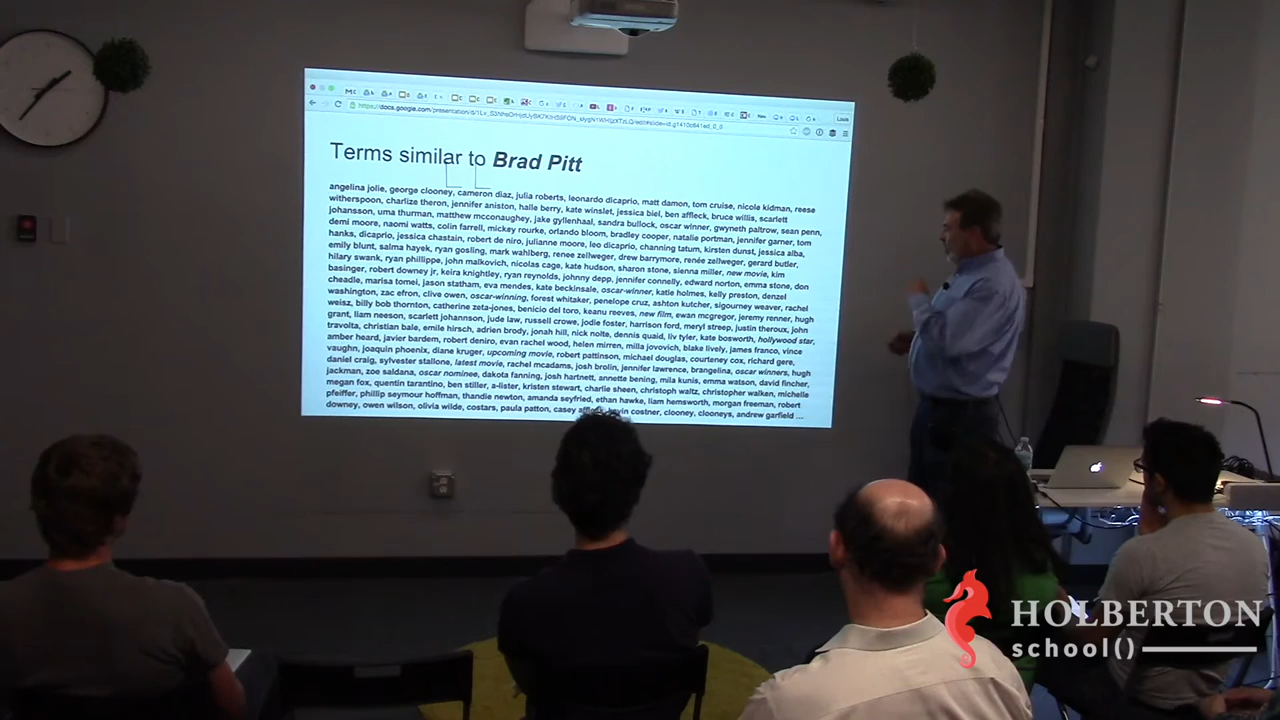 Terms similar to Brad Pitt
angelina jolie, george clooney, cameron diaz, julia roberts, leonardo dicaprio, matt damon, tom cruise, nicole kidman, reese
witherspoon, charlize theron, jennifer aniston, halle berry, kate winslet, jessica biel, ben affleck, bruce willis, scarlett
johansson, uma thurman, matthew mcconaughey, jake gyllenhaal, sandra bullock, oscar winner, gwyneth paltrow, sean penn,
demi moore, naomi watts, colin farrell, mickey rourke, orlando bloom, bradley cooper, natalie portman, jennifer garner, tom
hanks, dicaprio, jessica chastain, robert de niro, julianne moore, leo dicaprio, channing tatum, kirsten dunst, jessica alba,
emily blunt, salma hayek, ryan gosling, mark wahlberg, renee zellweger, drew barrymore, renée zellweger, gerard butler,
hilary swank, ryan phillippe, john malkovich, nicolas cage, kate hudson, sharon stone, sienna miller, new movie, kim
basinger, robert downey jr, keira knightley, ryan reynolds, johnny depp, jennifer connelly, edward norton, emma stone, don
cheadle, marisa tomei, jason statham, eva mendes, kate beckinsale, oscar-winner, katie holmes, kelly preston, denzel
washington, zac efron, clive owen, oscar-winning, forest whitaker, penelope cruz, ashton kutcher, sigourney weaver, rachel
weisz, billy bob thornton, catherine zeta-jones, benicio del toro, keanu reeves, new film, ewan mcgregor, jeremy renner, hugh
grant, liam neeson, scarlett johansson, jude law, russell crowe, jodie foster, harrison ford, meryl streep, justin theroux, john
travolta, christian bale, emile hirsch, adrien brody, jonah hill, nick nolte, dennis quaid, liv tyler, kate bosworth, hollywood star,
amber heard, javier bardem, robert deniro, evan rachel wood, helen mirren, milla jovovich, blake lively, james franco, vince
vaughn, joaquin phoenix, diane kruger, upcoming movie, robert pattinson, michael douglas, courteney cox, richard gere,
daniel craig, sylvester stallone, latest movie, rachel mcadams, josh brolin, jennifer lawrence, brangelina, oscar winners, hugh
jackman, zoe saldana, oscar nominee, dakota fanning, josh hartnett, annette bening, mila kunis, emma watson, david fincher,
megan fox, quentin tarantino, ben stiller, a-lister, kristen stewart, charlie sheen, christoph waltz, christopher walken, michelle
pfeiffer, phillip seymour hoffman, thandie newton, amanda seyfried, ethan hawke, liam hemsworth, morgan freeman, robert
downey, owen wilson, olivia wilde, costars, paula patton, casey costner, clooney, clooneys, andrew garfield ...
HOLBERTON
school()